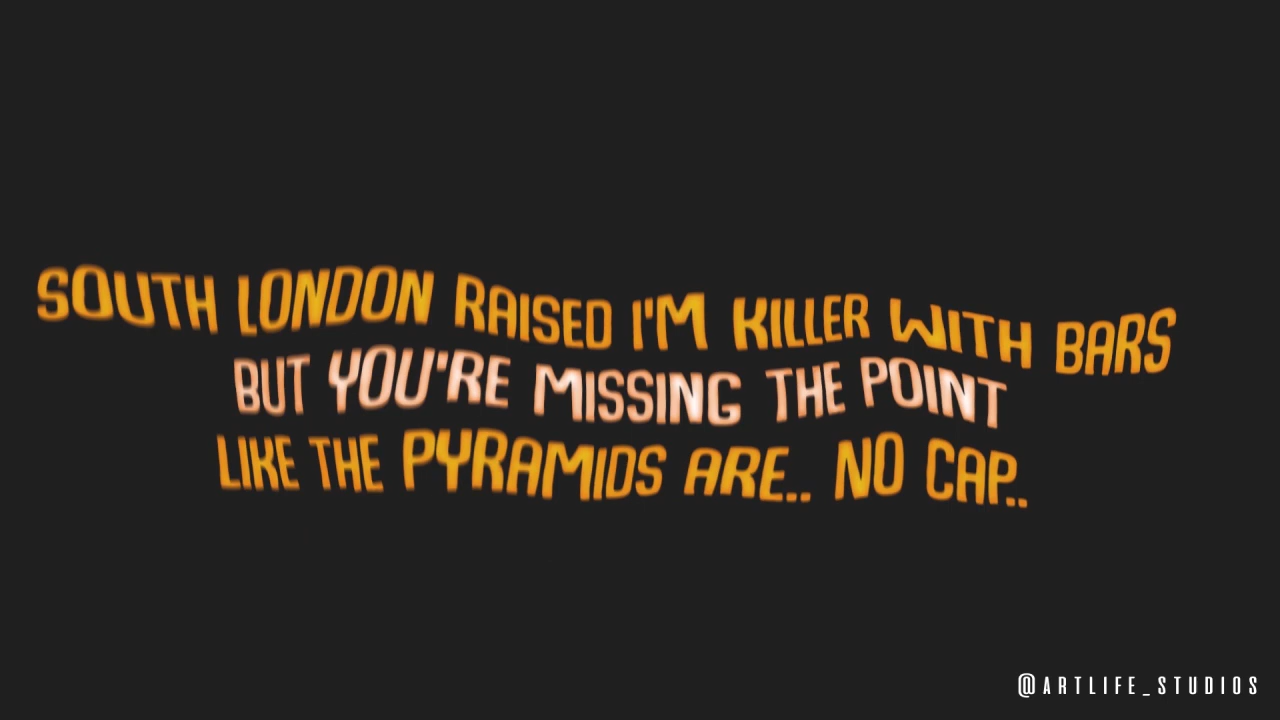 SOUTH LONDON RAISED I'M KILLER WITH BARS
BUT YOU'RE MISSING THE POINT
LIKE THE PYRAMIDS ARE.. NO CAP..
@ARTLIFE_STUDIOS